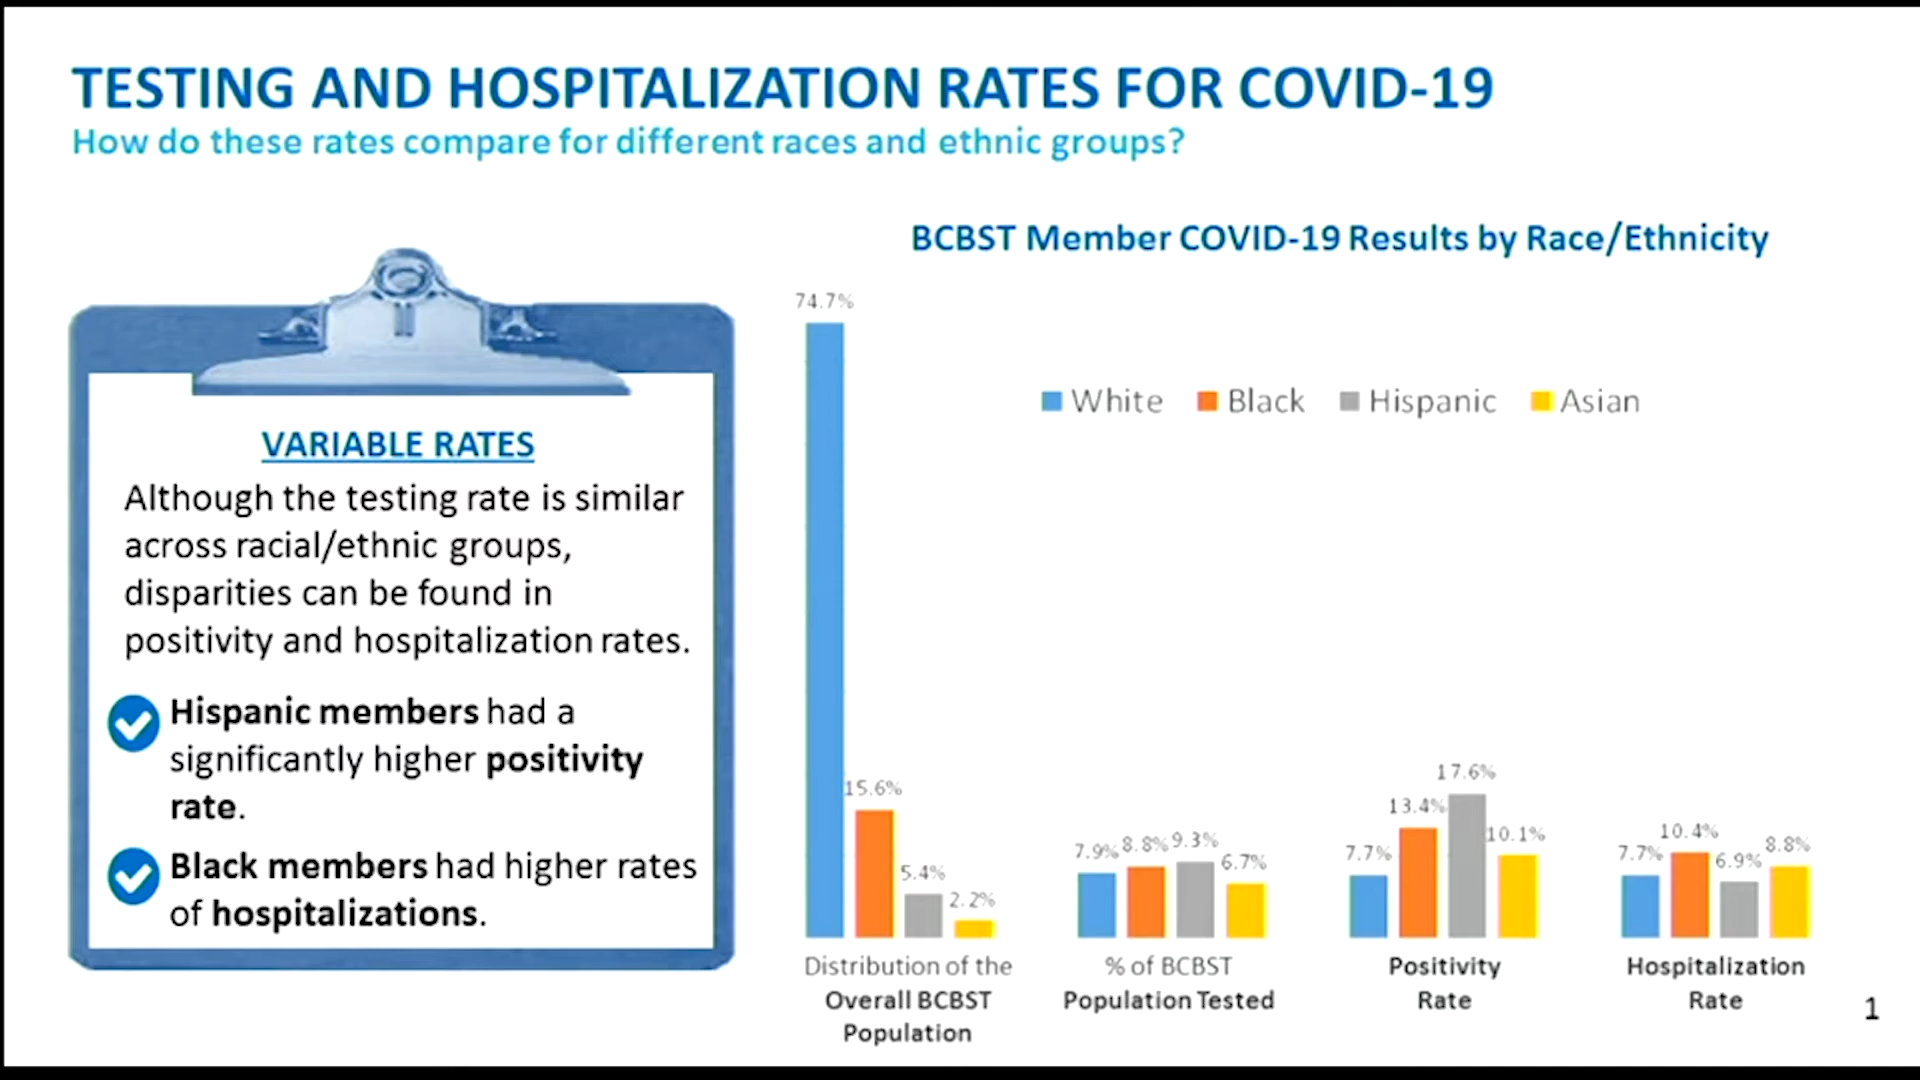 TESTING AND HOSPITALIZATION RATES FOR COVID-19
How do these rates compare for different races and ethnic groups?
VARIABLE RATES
Although the testing rate is similar
across racial/ethnic groups,
disparities can be found in
positivity and hospitalization rates.
Hispanic members had a
significantly higher positivity
rate.
Black members had higher rates
of hospitalizations.
BCBST Member COVID-19 Results by Race/Ethnicity
White Black Hispanic Asian
74.7%
15.6%
5.4%
2.2%
7.9%
8.8%
9.3%
6.7%
7.7%
13.4%
17.6%
10.1%
7.7%
10.4%
6.9%
8.8%
Distribution of the
Overall BCBST
Population
% of BCBST
Population Tested
Positivity
Rate
Hospitalization
Rate
1